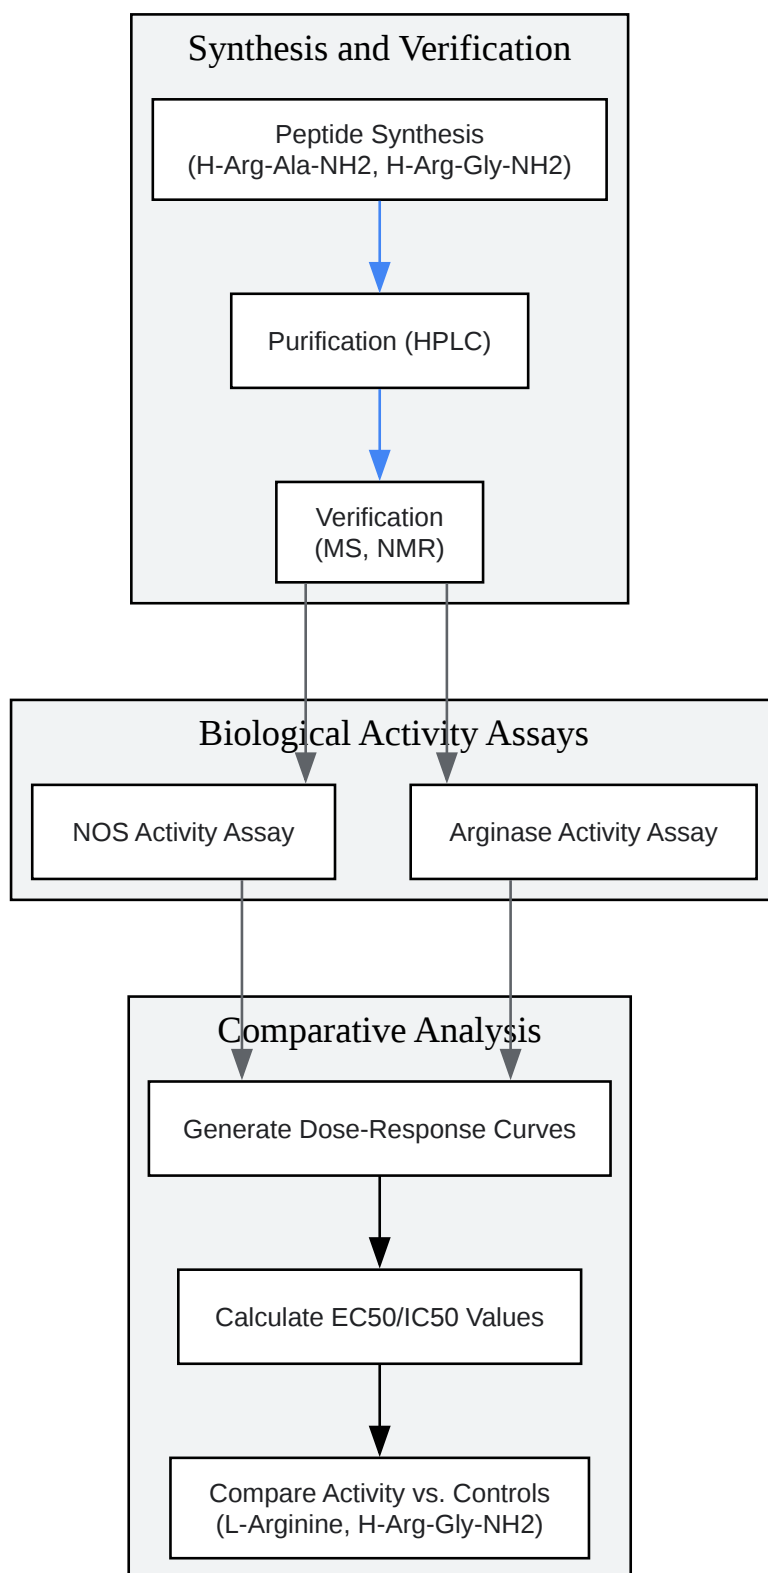 Synthesis and Verification
Peptide Synthesis
(H-Arg-Ala-NH2, H-Arg-Gly-NH2)
Purification (HPLC)
Verification
(MS, NMR)
Biological Activity Assays
NOS Activity Assay
Arginase Activity Assay
Comparative Analysis
Generate Dose-Response Curves
Calculate EC50/IC50 Values
Compare Activity vs. Controls
(L-Arginine, H-Arg-Gly-NH2)